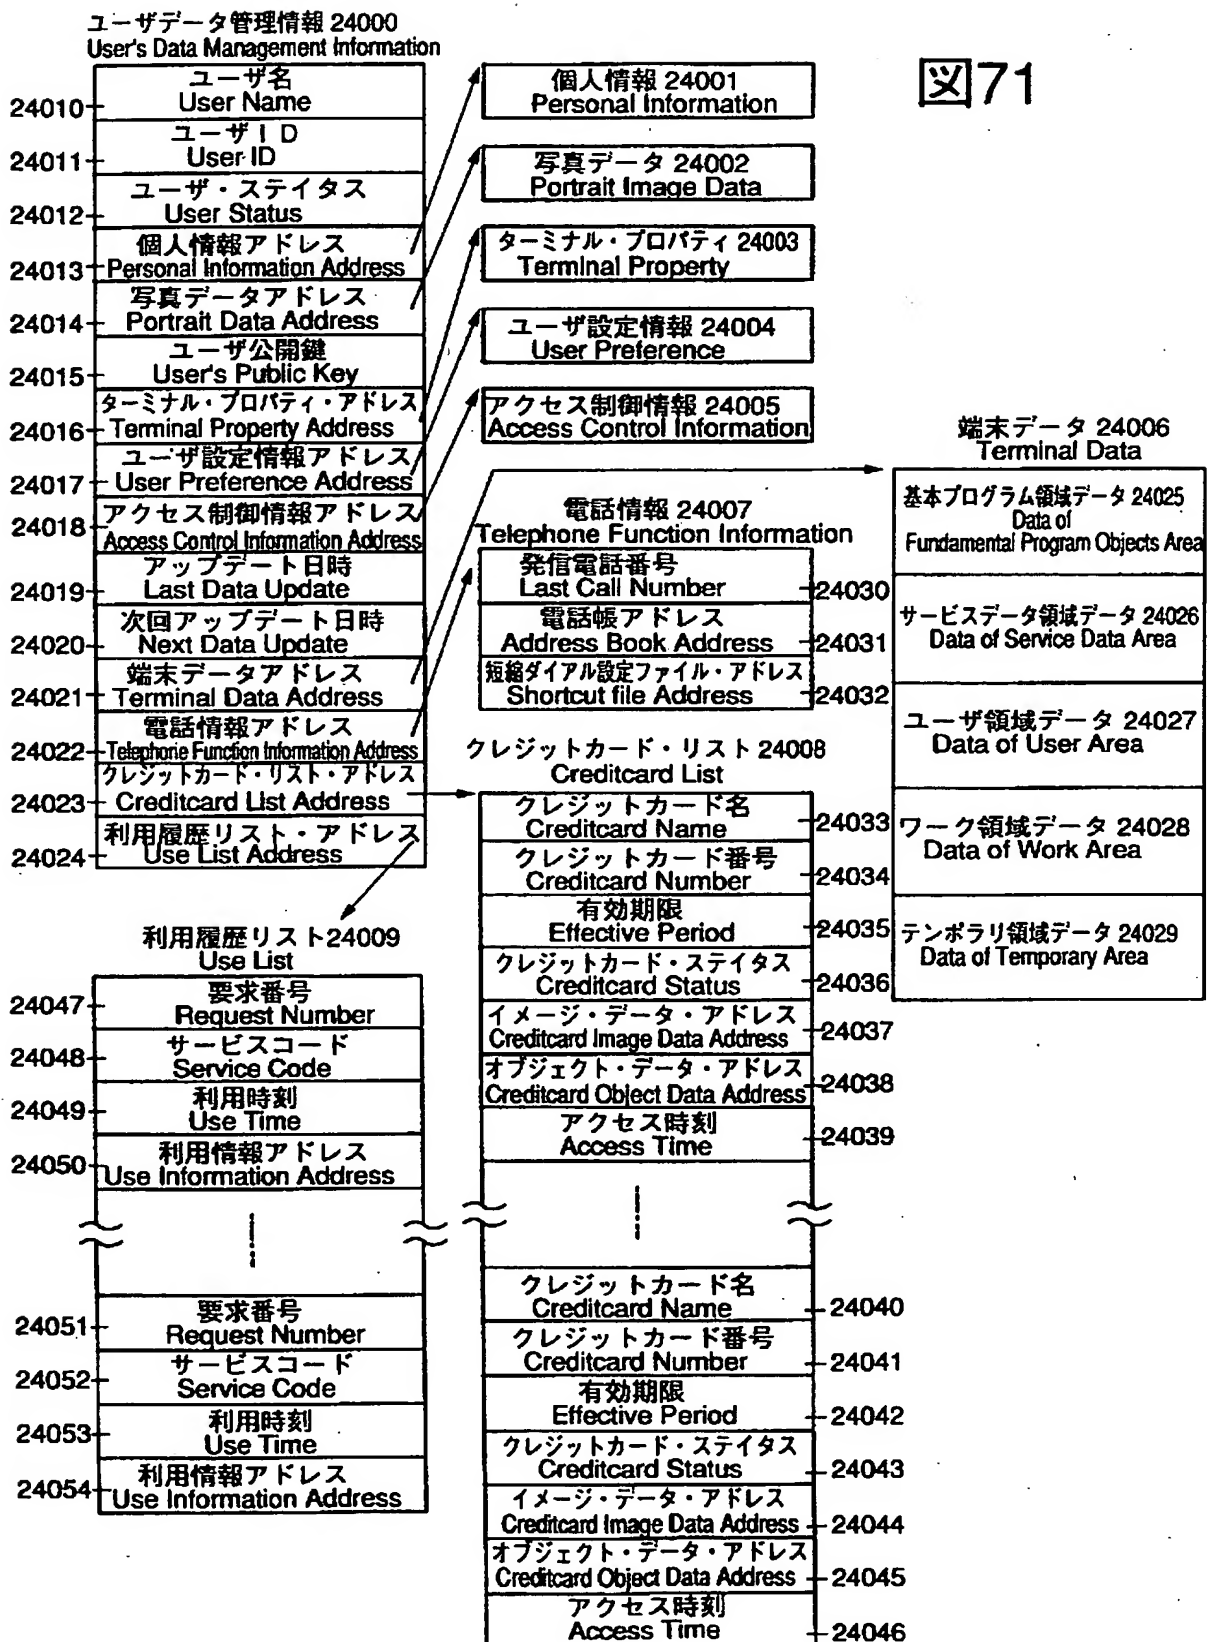 図71
ユーザデータ管理情報 24000
User's Data Management Information
ユーザ名
24010 User Name
ユーザID
24011 User ID
ユーザ・ステイタス
24012 User Status
個人情報アドレス
24013 Personal Information Address
写真データアドレス
24014 Portrait Data Address
ユーザ公開鍵
24015 User's Public Key
ターミナル・プロパティ・アドレス
24016 Terminal Property Address
ユーザ設定情報アドレス
24017 User Preference Address
アクセス制御情報アドレス
24018 Access Control Information Address
アップデート日時
24019 Last Data Update
次回アップデート日時
24020 Next Data Update
端末データアドレス
24021 Terminal Data Address
電話情報アドレス
24022 Telephone Function Information Address
クレジットカード・リスト・アドレス
24023 Creditcard List Address
利用履歴リスト・アドレス
24024 Use List Address
個人情報 24001
Personal Information
写真データ 24002
Portrait Image Data
ターミナル・プロパティ 24003
Terminal Property
ユーザ設定情報 24004
User Preference
アクセス制御情報 24005
Access Control Information
端末データ 24006
Terminal Data
基本プログラム領域データ 24025
Data of
Fundamental Program Objects Area
サービスデータ領域データ 24026
Data of Service Data Area
ユーザ領域データ 24027
Data of User Area
ワーク領域データ 24028
Data of Work Area
テンポラリ領域データ 24029
Data of Temporary Area
電話情報 24007
Telephone Function Information
発信電話番号
Last Call Number 24030
電話帳アドレス
Address Book Address 24031
短縮ダイアル設定ファイル・アドレス
Shortcut file Address 24032
クレジットカード・リスト 24008
Creditcard List
クレジットカード名
Creditcard Name 24033
クレジットカード番号
Creditcard Number 24034
有効期限
Effective Period 24035
クレジットカード・ステイタス
Creditcard Status 24036
イメージ・データ・アドレス
Creditcard Image Data Address 24037
オブジェクト・データ・アドレス
Creditcard Object Data Address 24038
アクセス時刻
Access Time 24039
クレジットカード名
Creditcard Name 24040
クレジットカード番号
Creditcard Number 24041
有効期限
Effective Period 24042
クレジットカード・ステイタス
Creditcard Status 24043
イメージ・データ・アドレス
Creditcard Image Data Address 24044
オブジェクト・データ・アドレス
Creditcard Object Data Address 24045
アクセス時刻
Access Time 24046
利用履歴リスト24009
Use List
要求番号
24047 Request Number
サービスコード
24048 Service Code
利用時刻
24049 Use Time
利用情報アドレス
24050 Use Information Address
要求番号
24051 Request Number
サービスコード
24052 Service Code
利用時刻
24053 Use Time
利用情報アドレス
24054 Use Information Address